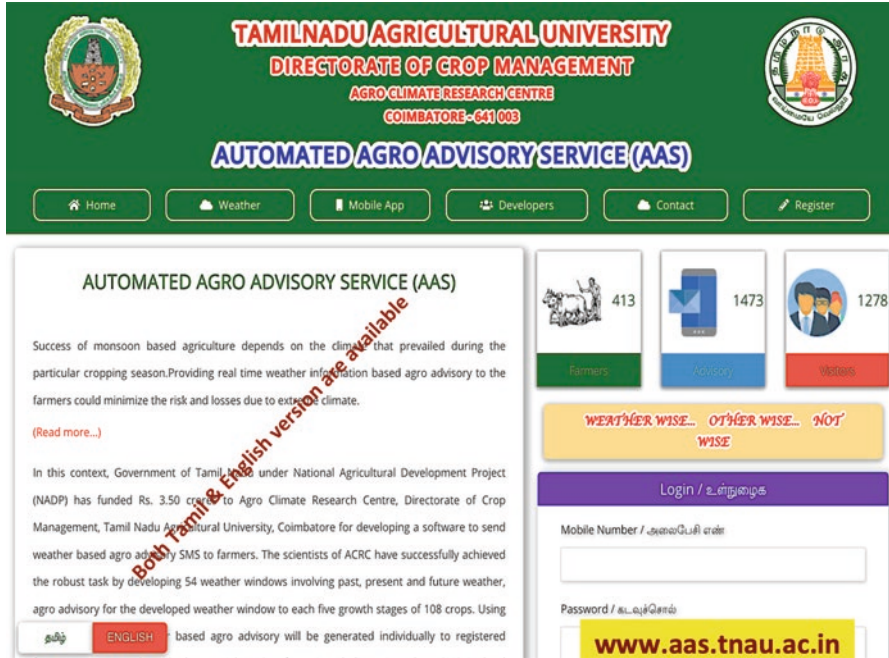 TAMILNADU AGRICULTURAL UNIVERSITY
DIRECTORATE OF CROP MANAGEMENT
AGRO CLIMATE RESEARCH CENTRE
COIMBATORE - 641 003
AUTOMATED AGRO ADVISORY SERVICE (AAS)
Home Weather Mobile App Developers Contact Register
AUTOMATED AGRO ADVISORY SERVICE (AAS)
Success of monsoon based agriculture depends on the climate that prevailed during the
particular cropping season.Providing real time weather information based agro advisory to the
farmers could minimize the risk and losses due to extreme climate.
(Read more...)
In this context, Government of Tamil Nadu under National Agricultural Development Project
(NADP) has funded Rs. 3.50 crores to Agro Climate Research Centre, Directorate of Crop
Management, Tamil Nadu Agricultural University, Coimbatore for developing a software to send
weather based agro advisory SMS to farmers. The scientists of ACRC have successfully achieved
the robust task by developing 54 weather windows involving past, present and future weather,
agro advisory for the developed weather window to each five growth stages of 108 crops. Using
based agro advisory will be generated individually to registered
Both Tamil & English version are available
தமிழ் ENGLISH
413 1473 1278
Farmers Advisory Visitors
WEATHER WISE... OTHER WISE... NOT
WISE
Login / உள்நுழைக
Mobile Number / அலைபேசி எண்
Password / கடவுச்சொல்
www.aas.tnau.ac.in